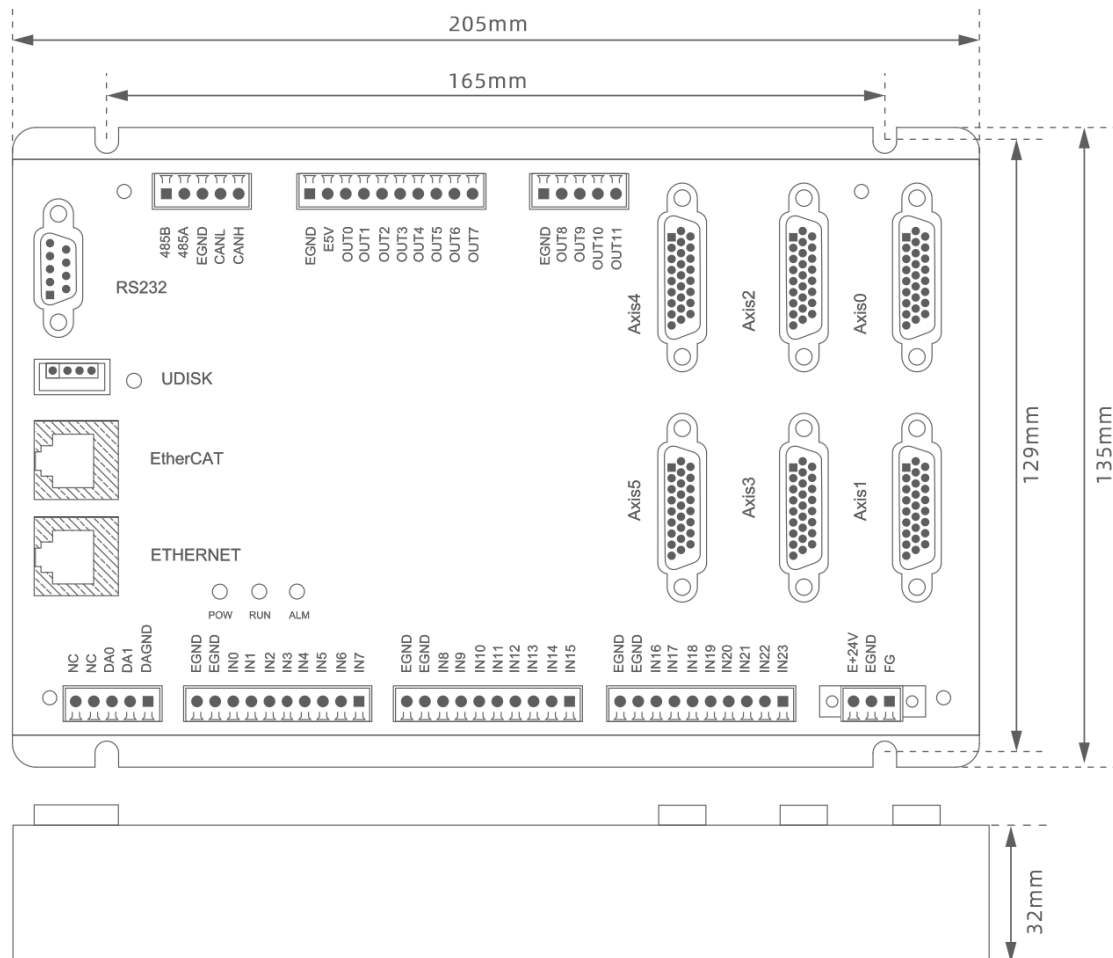 205mm
165mm
485B
485A
EGND
CANL
CANH
EGND
E5V
OUT0
OUT1
OUT2
OUT3
OUT4
OUT5
OUT6
OUT7
EGND
OUT8
OUT9
OUT10
OUT11
RS232
Axis4
Axis2
Axis0
UDISK
EtherCAT
ETHERNET
Axis5
Axis3
Axis1
129mm
135mm
POW
RUN
ALM
NC
NC
DA0
DA1
DAGND
EGND
EGND
IN0
IN1
IN2
IN3
IN4
IN5
IN6
IN7
EGND
EGND
IN8
IN9
IN10
IN11
IN12
IN13
IN14
IN15
EGND
EGND
IN16
IN17
IN18
IN19
IN20
IN21
IN22
IN23
E+24V
EGND
FG
32mm